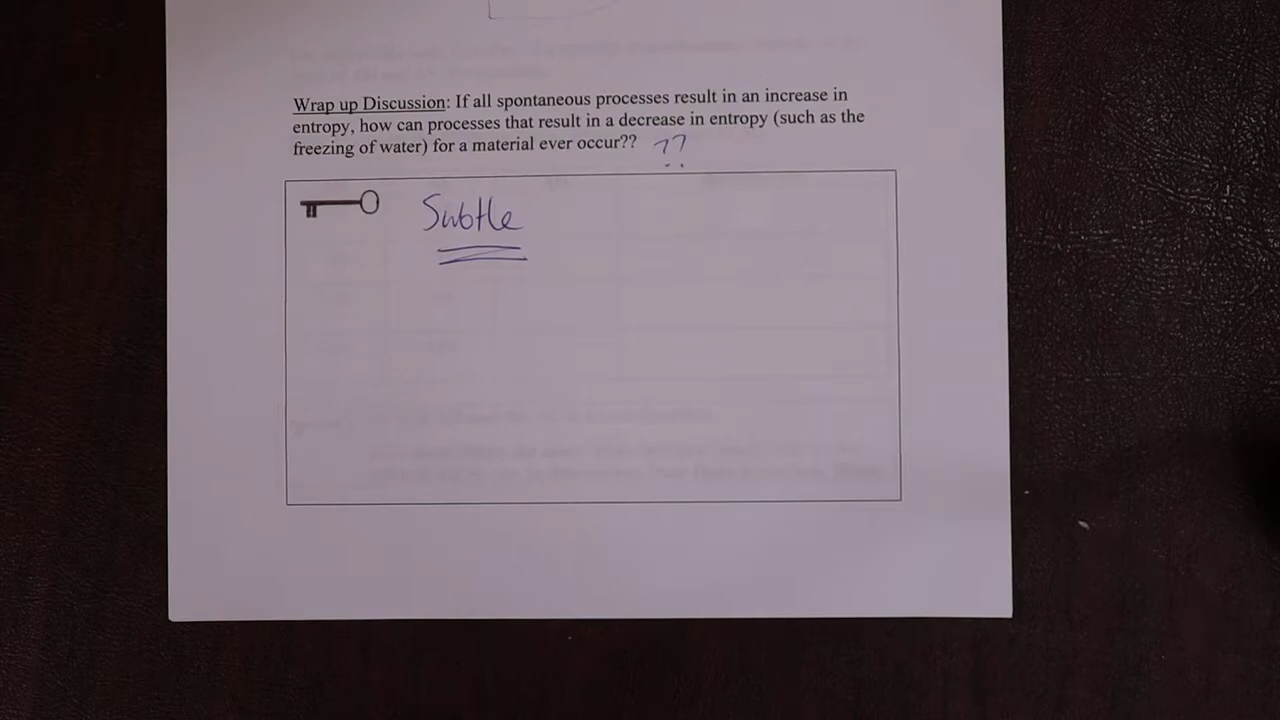 Wrap up Discussion: If all spontaneous processes result in an increase in
entropy, how can processes that result in a decrease in entropy (such as the
freezing of water) for a material ever occur?? ??
Subtle